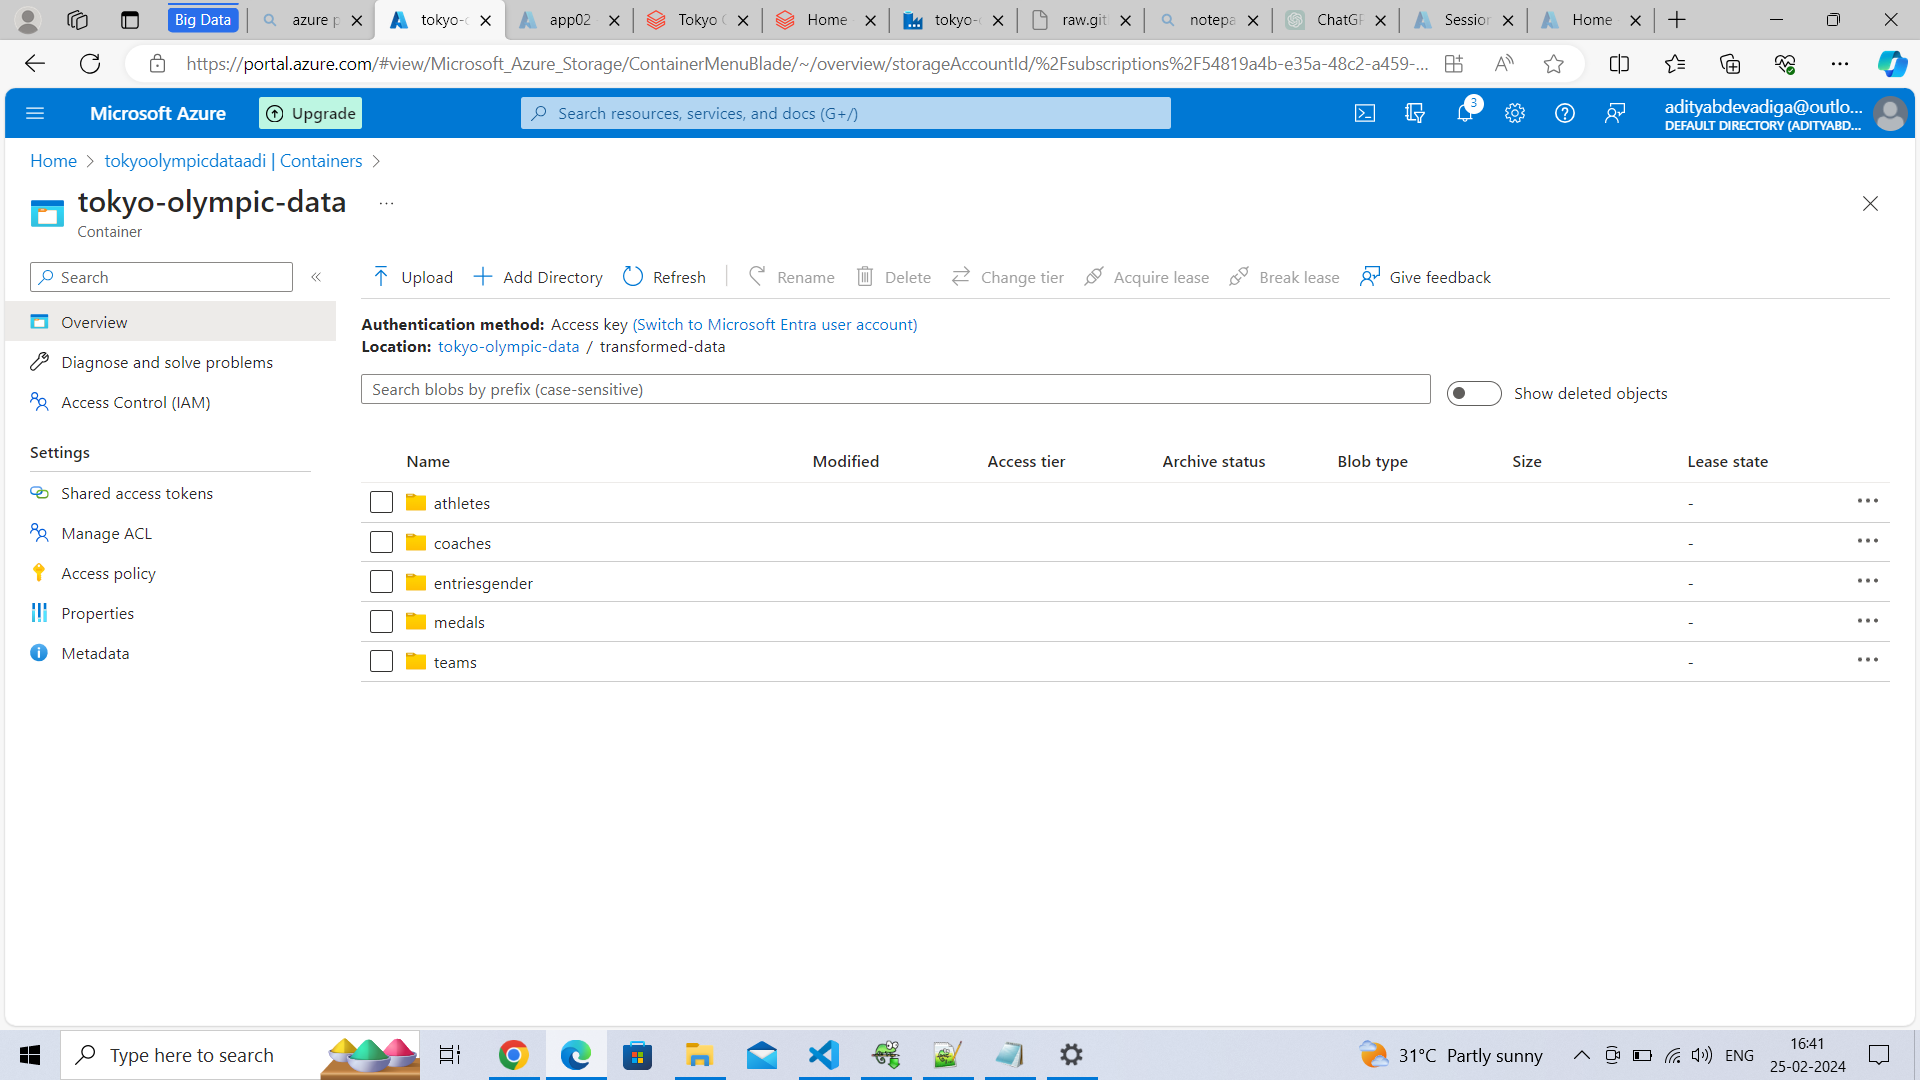 Big Data
azure p
tokyo-o
app02
Tokyo O
Home
tokyo-o
raw.git
notepa
ChatGP
Session
Home
https://portal.azure.com/#view/Microsoft_Azure_Storage/ContainerMenuBlade/~/overview/storageAccountId/%2Fsubscriptions%2F54819a4b-e35a-48c2-a459-...
Microsoft Azure
Upgrade
Search resources, services, and docs (G+/)
3
adityabdevadiga@outlo...
DEFAULT DIRECTORY (ADITYABD...
Home > tokyoolympicdataadi | Containers >
tokyo-olympic-data ...
Container
Search
«
Upload
Add Directory
Refresh
Rename
Delete
Change tier
Acquire lease
Break lease
Give feedback
Overview
Diagnose and solve problems
Access Control (IAM)
Settings
Shared access tokens
Manage ACL
Access policy
Properties
Metadata
Authentication method: Access key (Switch to Microsoft Entra user account)
Location: tokyo-olympic-data / transformed-data
Search blobs by prefix (case-sensitive)
Show deleted objects
Name Modified Access tier Archive status Blob type Size Lease state
athletes - ...
coaches - ...
entriesgender - ...
medals - ...
teams - ...
Type here to search
31°C Partly sunny
ENG
16:41
25-02-2024